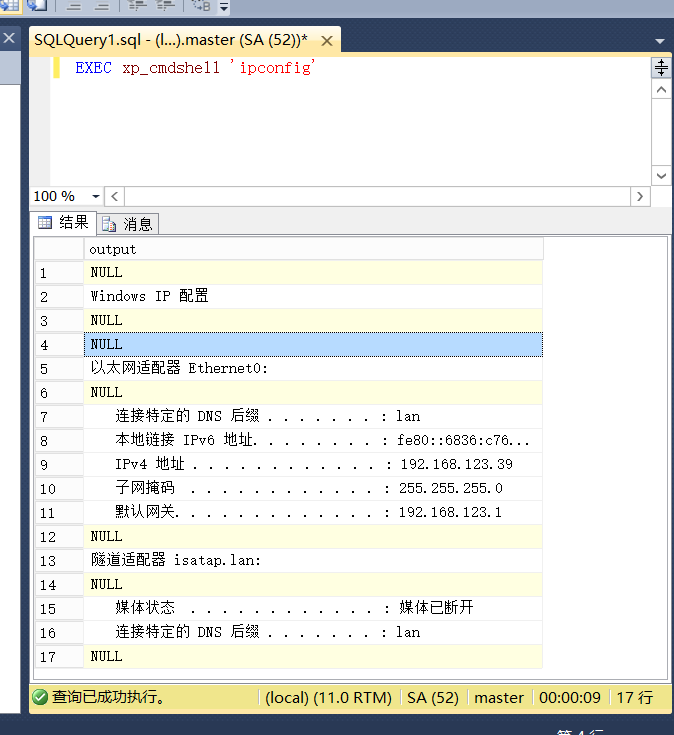 SQLQuery1.sql - (l...).master (SA (52))*
EXEC xp_cmdshell 'ipconfig'
100 %
结果 消息
output
1 NULL
2 Windows IP 配置
3 NULL
4 NULL
5 以太网适配器 Ethernet0:
6 NULL
7 连接特定的 DNS 后缀 . . . . . . . : lan
8 本地链接 IPv6 地址. . . . . . . . : fe80::6836:c76...
9 IPv4 地址 . . . . . . . . . . . . : 192.168.123.39
10 子网掩码 . . . . . . . . . . . . : 255.255.255.0
11 默认网关. . . . . . . . . . . . . : 192.168.123.1
12 NULL
13 隧道适配器 isatap.lan:
14 NULL
15 媒体状态 . . . . . . . . . . . . : 媒体已断开
16 连接特定的 DNS 后缀 . . . . . . . : lan
17 NULL
查询已成功执行。 (local) (11.0 RTM) SA (52) master 00:00:09 17 行